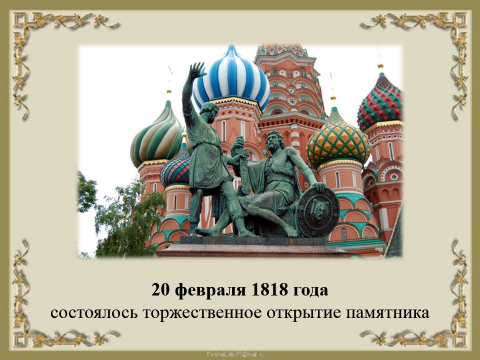 20 февраля 1818 года
состоялось торжественное открытие памятника